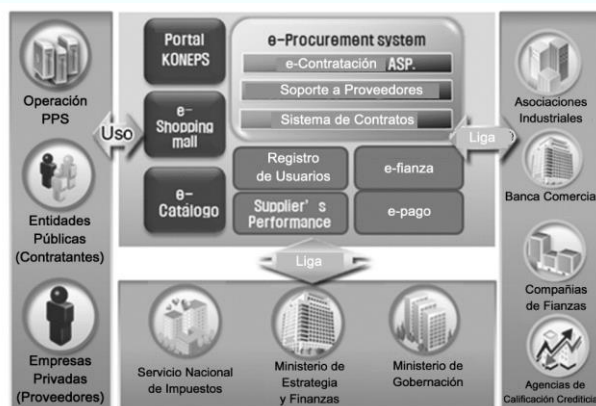 Operación
PPS
Entidades
Públicas
(Contratantes)
Empresas
Privadas
(Proveedores)
Uso
Portal
KONEPS
e-
Shopping
mall
e-
Catálogo
e-Procurement system
e-Contratación ASP.
Soporte a Proveedores
Sistema de Contratos
Registro
de Usuarios
e-fianza
Supplier's
Performance
e-pago
Liga
Liga
Servicio Nacional
de Impuestos
Ministerio de
Estrategia
y Finanzas
Ministerio de
Gobernación
Asociaciones
Industriales
Banca Comercial
Compañias
de Fianzas
Agencias de
Calificación Crediticia